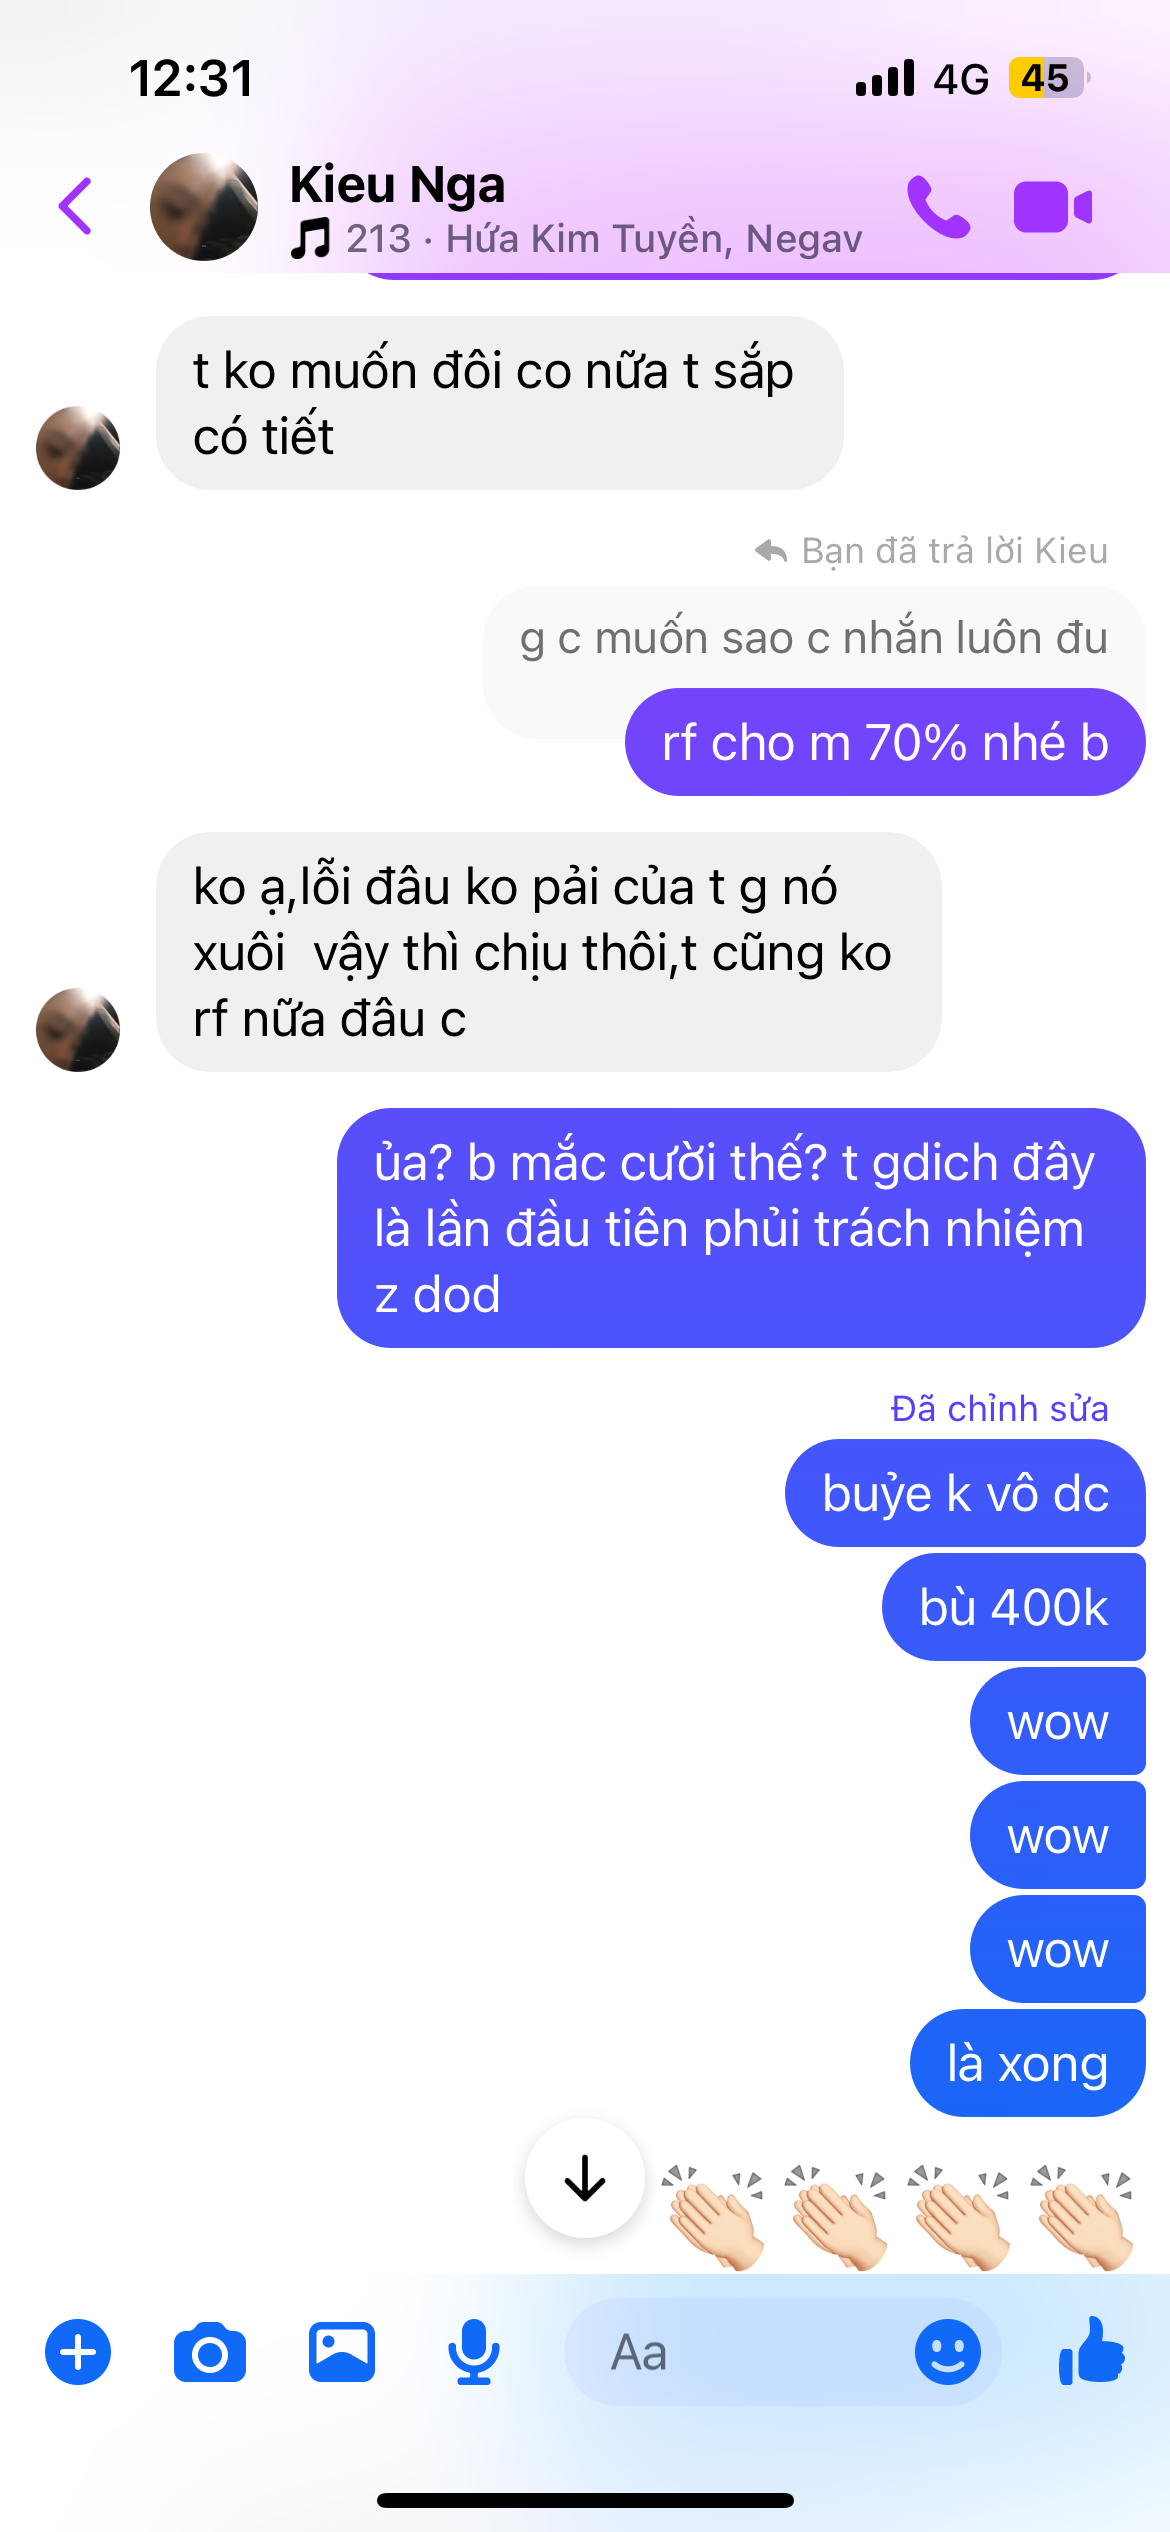 12:31
4G 45
Kieu Nga
213 · Hứa Kim Tuyền, Negav
t ko muốn đôi co nữa t sắp
có tiết
Bạn đã trả lời Kieu
g c muốn sao c nhắn luôn đu
rf cho m 70% nhé b
ko ạ,lỗi đâu ko pải của t g nó
xuôi  vậy thì chịu thôi,t cũng ko
rf nữa đâu c
ủa? b mắc cười thế? t gdich đây
là lần đầu tiên phủi trách nhiệm
z dod
Đã chỉnh sửa
buỷe k vô dc
bù 400k
wow
wow
wow
là xong
👏🏻👏🏻👏🏻👏🏻
Aa